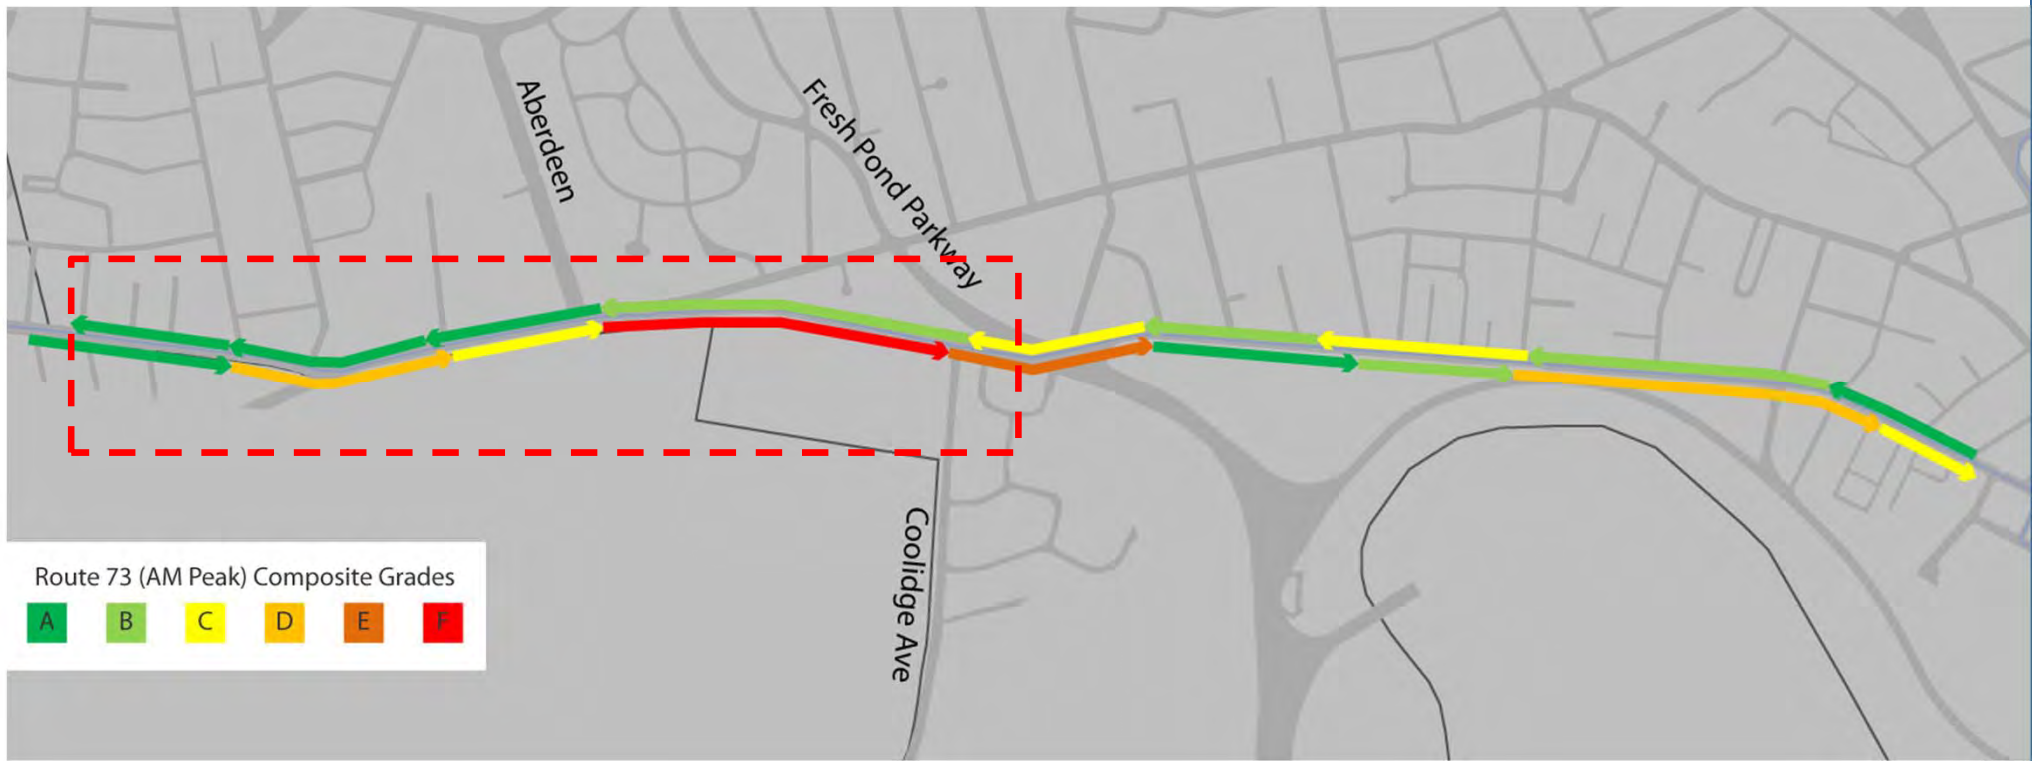 Aberdeen
Fresh Pond Parkway
Coolidge Ave
Route 73 (AM Peak) Composite Grades
A B C D E F